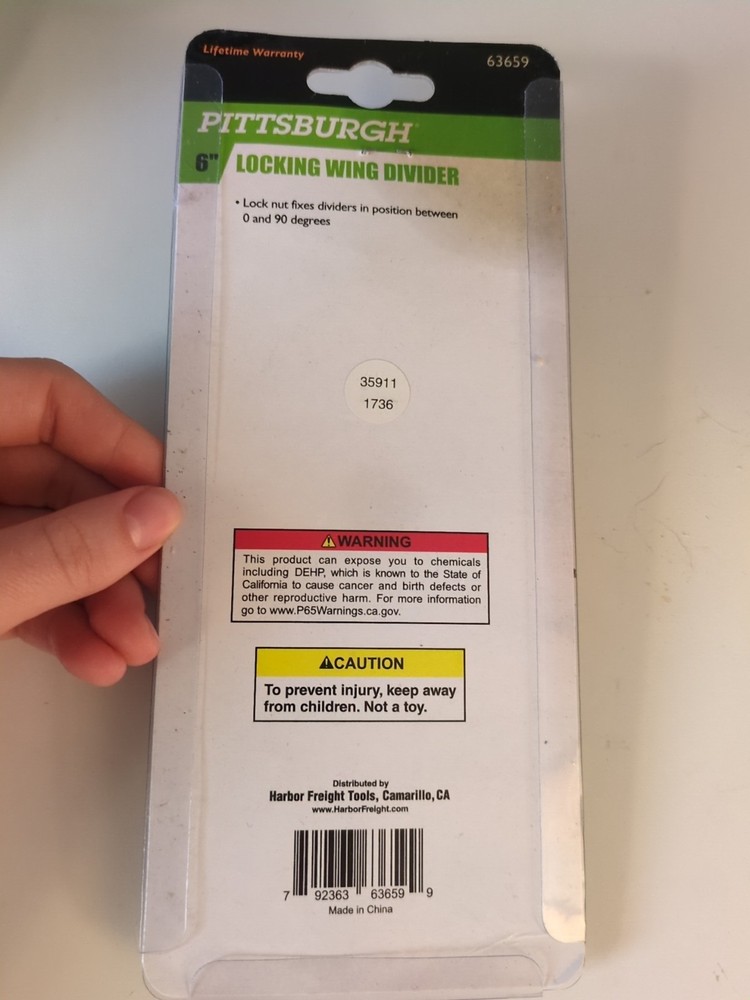 Lifetime Warranty
63659
PITTSBURGH
6" LOCKING WING DIVIDER
• Lock nut fixes dividers in position between
0 and 90 degrees
35911
1736
⚠WARNING
This product can expose you to chemicals
including DEHP, which is known to the State of
California to cause cancer and birth defects or
other reproductive harm. For more information
go to www.P65Warnings.ca.gov.
⚠CAUTION
To prevent injury, keep away
from children. Not a toy.
Distributed by
Harbor Freight Tools, Camarillo, CA
www.HarborFreight.com
7 92363 63659 9
Made in China